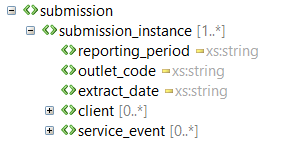 submission
submission_instance [1..*]
reporting_period xs:string
outlet_code xs:string
extract_date xs:string
client [0..*]
service_event [0..*]